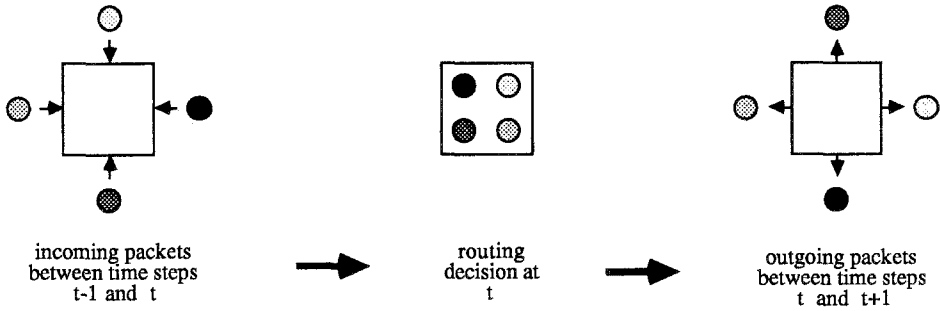 incoming packets
between time steps
t-1 and t
routing
decision at
t
outgoing packets
between time steps
t and t+1